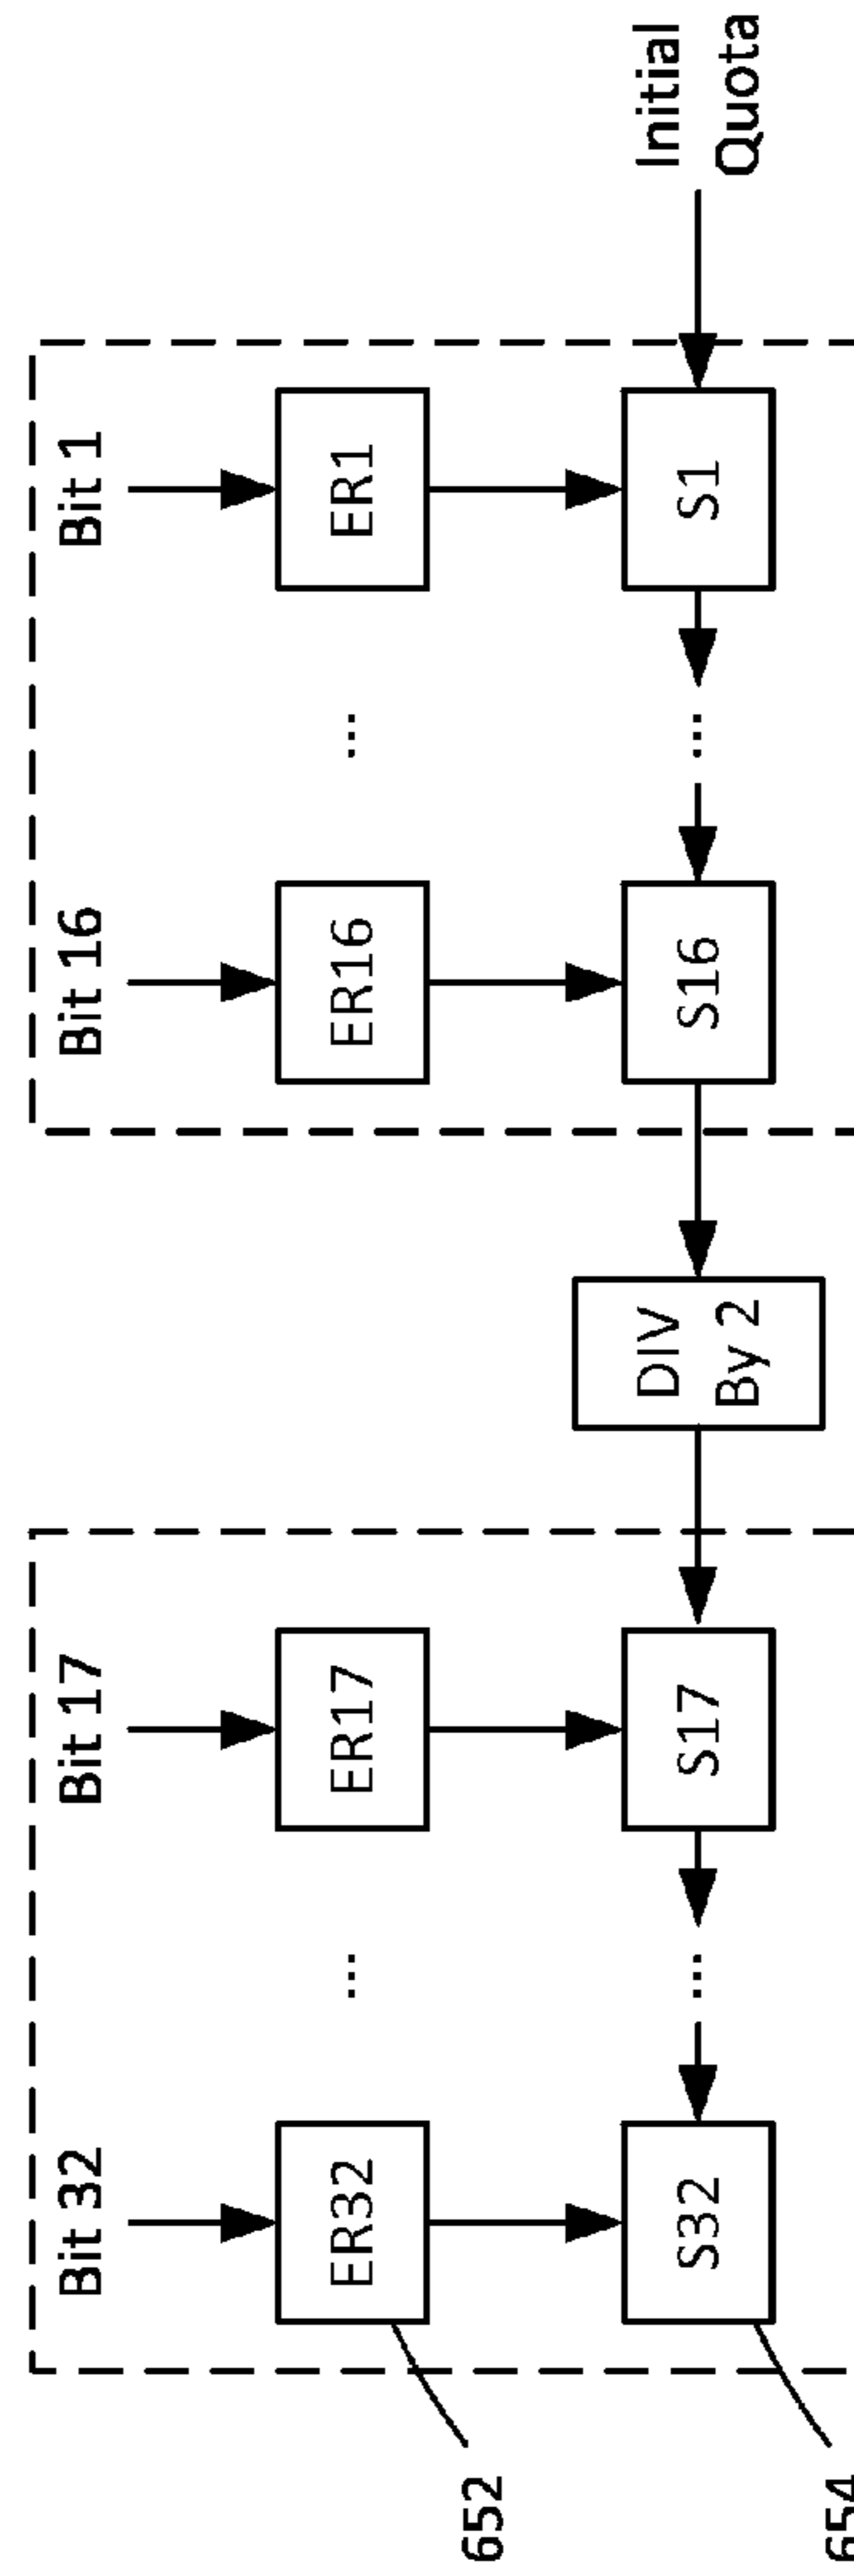 Bit 32
Bit 17
Bit 16
Bit 1
ER32
...
ER17
ER16
...
ER1
652
S32
...
S17
DIV
By 2
S16
...
S1
Initial
Quota
654